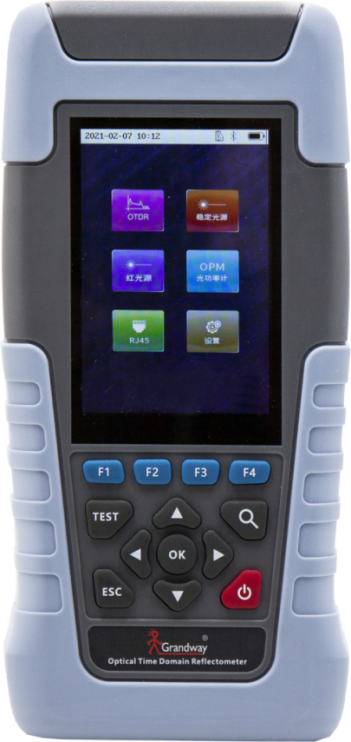 2021-02-07 10:12
OTDR
稳定光源
红光源
OPM
光功率计
RJ45
设置
F1 F2 F3 F4
TEST
OK
ESC
Grandway®
Optical Time Domain Reflectometer